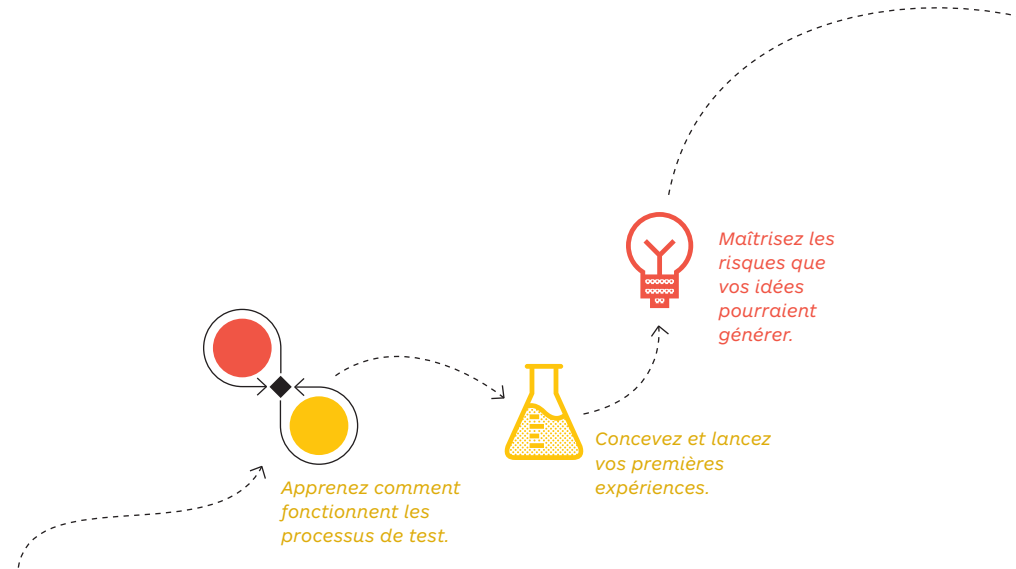 Maîtrisez les
risques que
vos idées
pourraient
générer.
Concevez et lancez
vos premières
expériences.
Apprenez comment
fonctionnent les
processus de test.